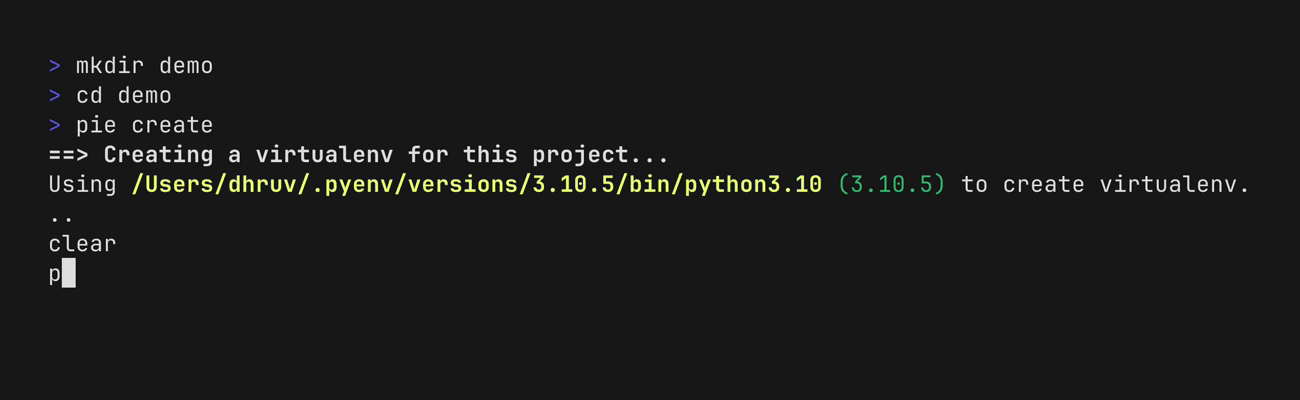 > mkdir demo
> cd demo
> pie create
==> Creating a virtualenv for this project...
Using /Users/dhruv/.pyenv/versions/3.10.5/bin/python3.10 (3.10.5) to create virtualenv.
..
clear
p